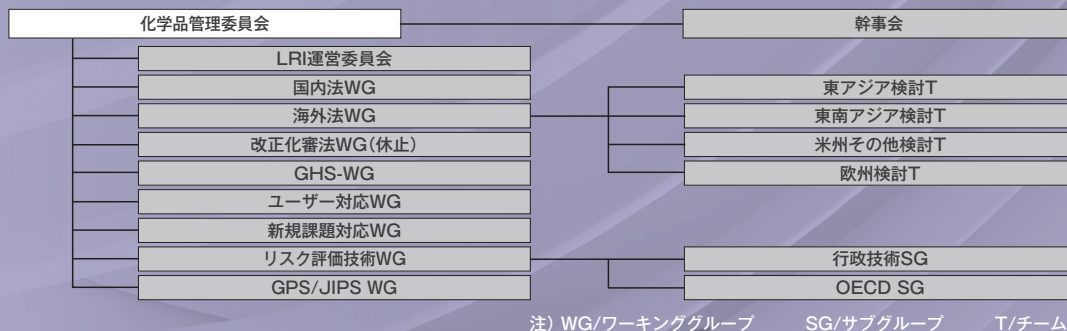 化学品管理委員会
幹事会
LRI運営委員会
国内法WG
東アジア検討T
海外法WG
東南アジア検討T
改正化審法WG(休止)
米州その他検討T
GHS-WG
欧州検討T
ユーザー対応WG
新規課題対応WG
リスク評価技術WG
行政技術SG
GPS/JIPS WG
OECD SG
注) WG/ワーキンググループ SG/サブグループ T/チーム